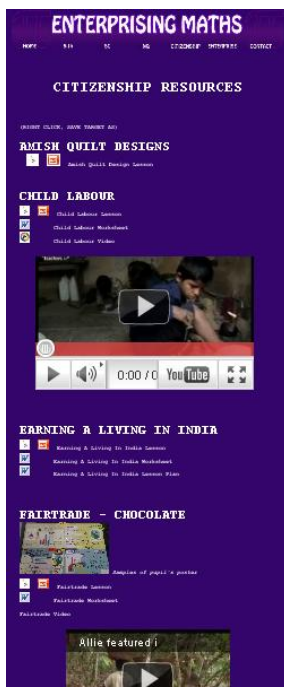 ENTERPRISING MATHS
HOME KS3 CITIZENSHIP ENTERPRISE CONTACT
CITIZENSHIP RESOURCES
(RIGHT CLICK, SAVE TARGET AS)
AMISH QUILT DESIGNS
Amish Quilt Design Lesson
CHILD LABOUR
Child Labour Lesson
Child Labour Worksheet
Child Labour Video
0:00 / 0 YouTube
EARNING A LIVING IN INDIA
Earning A Living In India Lesson
Earning A Living In India Worksheet
Earning A Living In India Lesson Plan
FAIRTRADE - CHOCOLATE
Samples of pupil's poster
Fairtrade Lesson
Fairtrade Worksheet
Fairtrade Video
Allie featured i